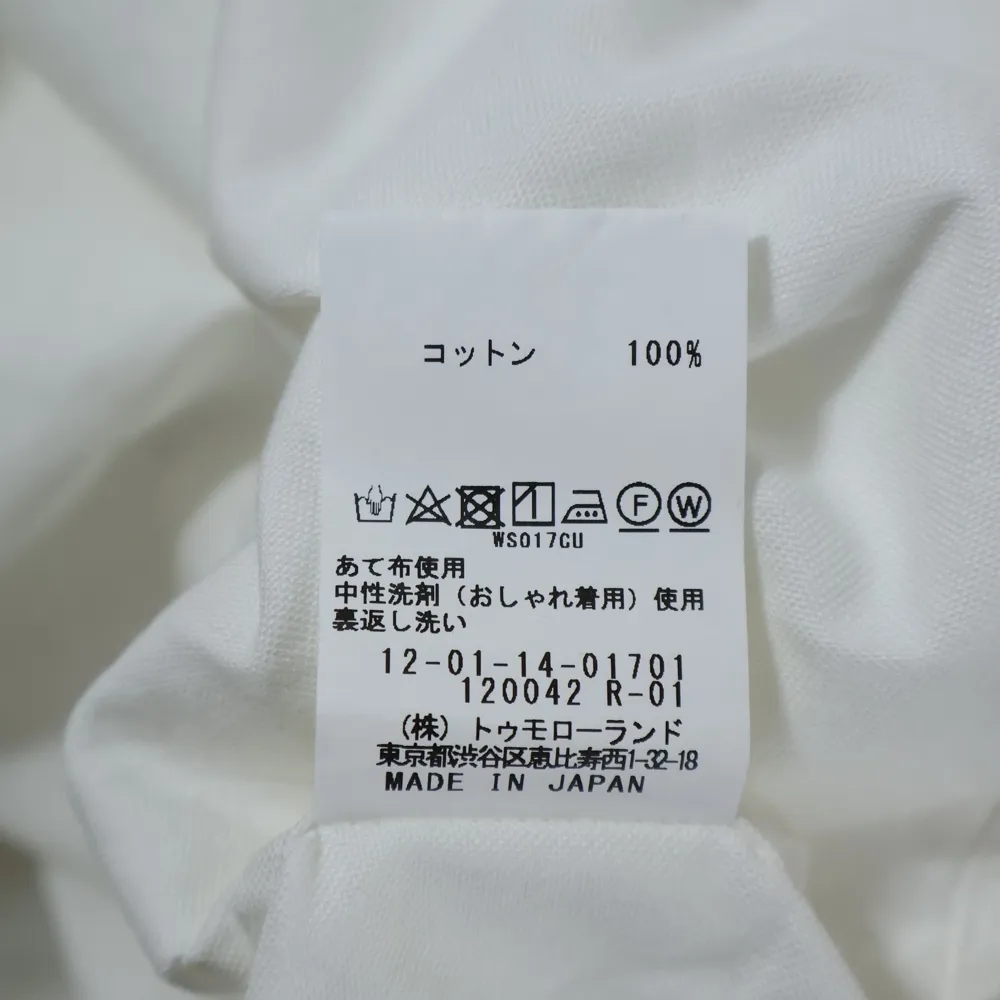 コットン 100%
F W
WS017CU
あて布使用
中性洗剤(おしゃれ着用)使用
裏返し洗い
12-01-14-01701
120042 R-01
(株)トゥモローランド
東京都渋谷区恵比寿西1-32-18
MADE IN JAPAN